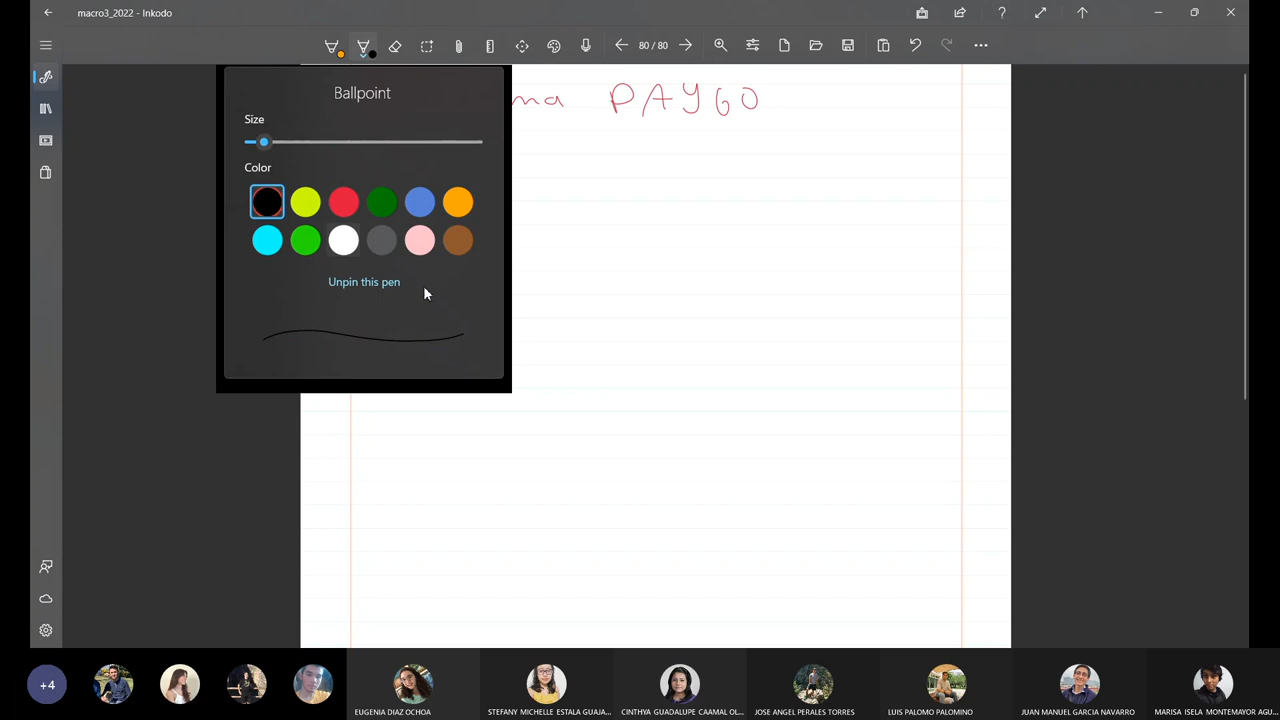 macro3_2022 - Inkodo
80 / 80
ma PAYGO
Ballpoint
Size
Color
Unpin this pen
+4
EUGENIA DIAZ OCHOA
STEFANY MICHELLE ESTALA GUAJA...
CINTHYA GUADALUPE CAAMAL OL...
JOSE ANGEL PERALES TORRES
LUIS PALOMO PALOMINO
JUAN MANUEL GARCIA NAVARRO
MARISA ISELA MONTEMAYOR AGU...